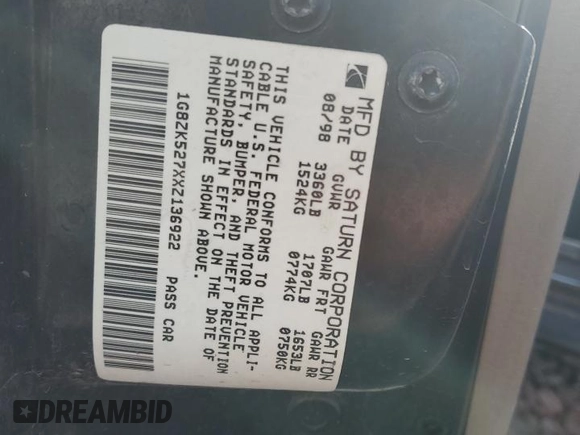 MFD BY SATURN CORPORATION
DATE GVWR GAWR FRT GAWR RR
08/98 3360LB 1707LB 1653LB
1524KG 0774KG 0750KG
THIS VEHICLE CONFORMS TO ALL APPLI-
CABLE U.S. FEDERAL MOTOR VEHICLE
SAFETY, BUMPER, AND THEFT PREVENTION
STANDARDS IN EFFECT ON THE DATE OF
MANUFACTURE SHOWN ABOVE.
1G8ZK527XXZ136922 PASS CAR
DREAMBID